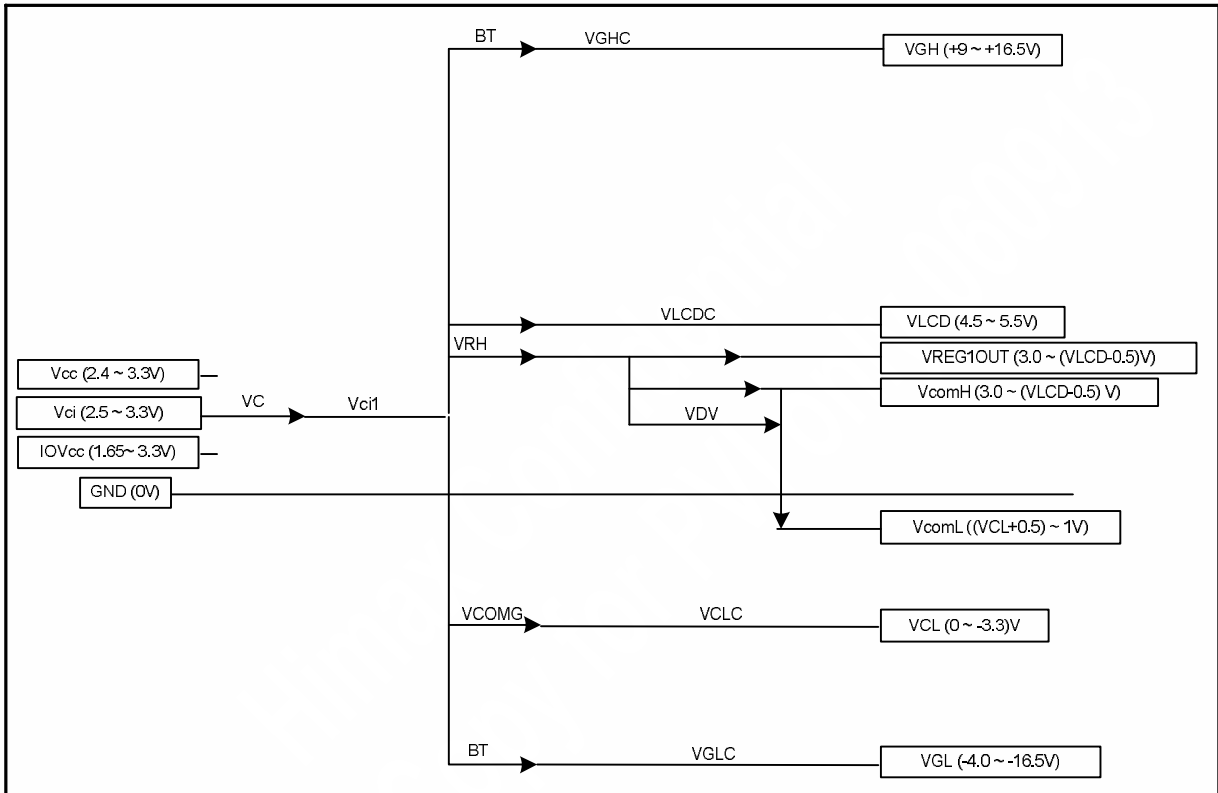 BT VGHC VGH (+9 ~ +16.5V)
VLCDC VLCD (4.5 ~ 5.5V)
VRH VREG1OUT (3.0 ~ (VLCD-0.5)V)
Vcc (2.4 ~ 3.3V)
VcomH (3.0 ~ (VLCD-0.5) V)
Vci (2.5 ~ 3.3V) VC Vci1 VDV
IOVcc (1.65~ 3.3V)
GND (0V)
VcomL ((VCL+0.5) ~ 1V)
VCOMG VCLC VCL (0 ~ -3.3)V
BT VGLC VGL (-4.0 ~ -16.5V)